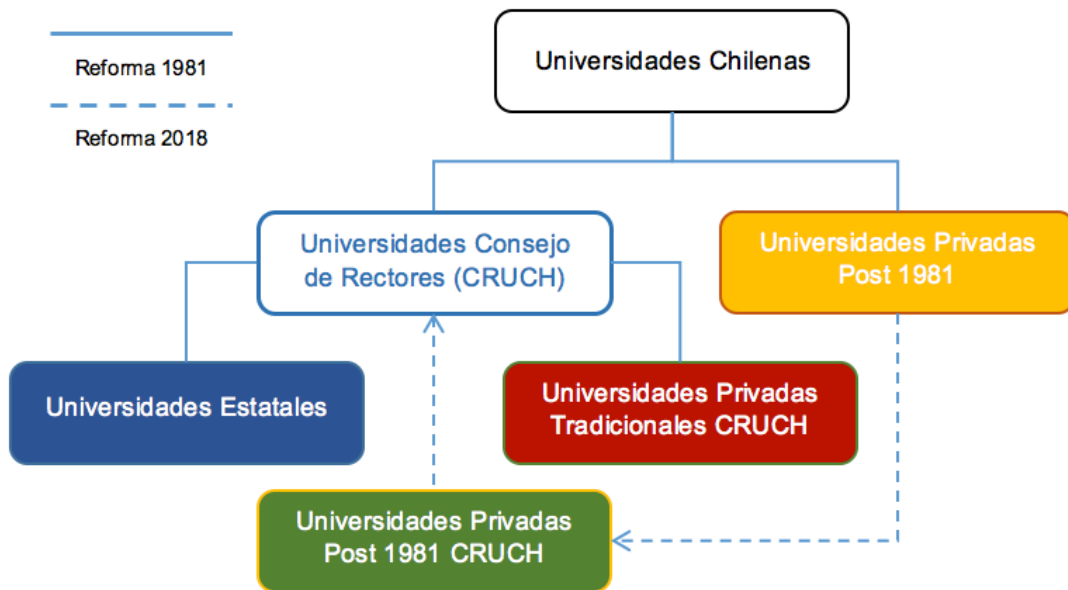 Reforma 1981
Reforma 2018
Universidades Chilenas
Universidades Consejo
de Rectores (CRUCH)
Universidades Privadas
Post 1981
Universidades Estatales
Universidades Privadas
Tradicionales CRUCH
Universidades Privadas
Post 1981 CRUCH